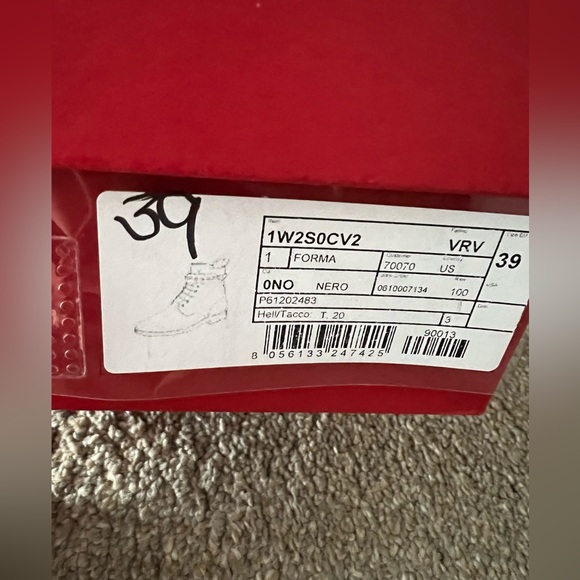 39
1W2S0CV2 VRV
1 FORMA 70070 US 39
0NO NERO 0610007134 100
P61202483
Hell/Tacco: T. 20 3
90013
8 056133 247425